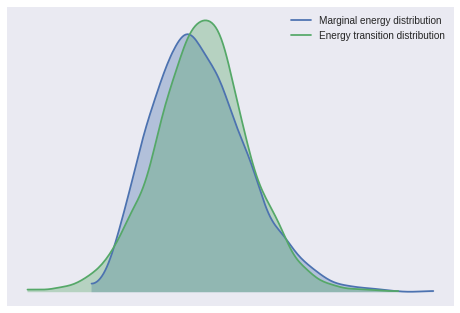 Marginal energy distribution
Energy transition distribution